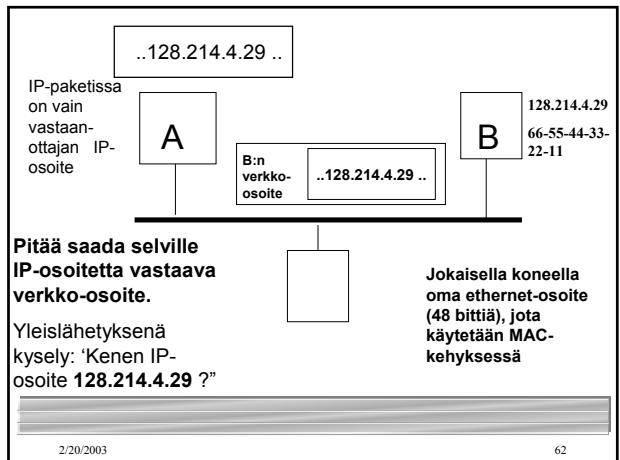 ..128.214.4.29 ..
IP-paketissa
on vain
vastaan-
ottajan IP-
osoite
A
B:n
verkko-
osoite
..128.214.4.29 ..
B
128.214.4.29
66-55-44-33-
22-11
Pitää saada selville
IP-osoitetta vastaava
verkko-osoite.
Yleislähetyksenä
kysely: ‘Kenen IP-
osoite 128.214.4.29 ?”
Jokaisella koneella
oma ethernet-osoite
(48 bittiä), jota
käytetään MAC-
kehyksessä
2/20/2003
62